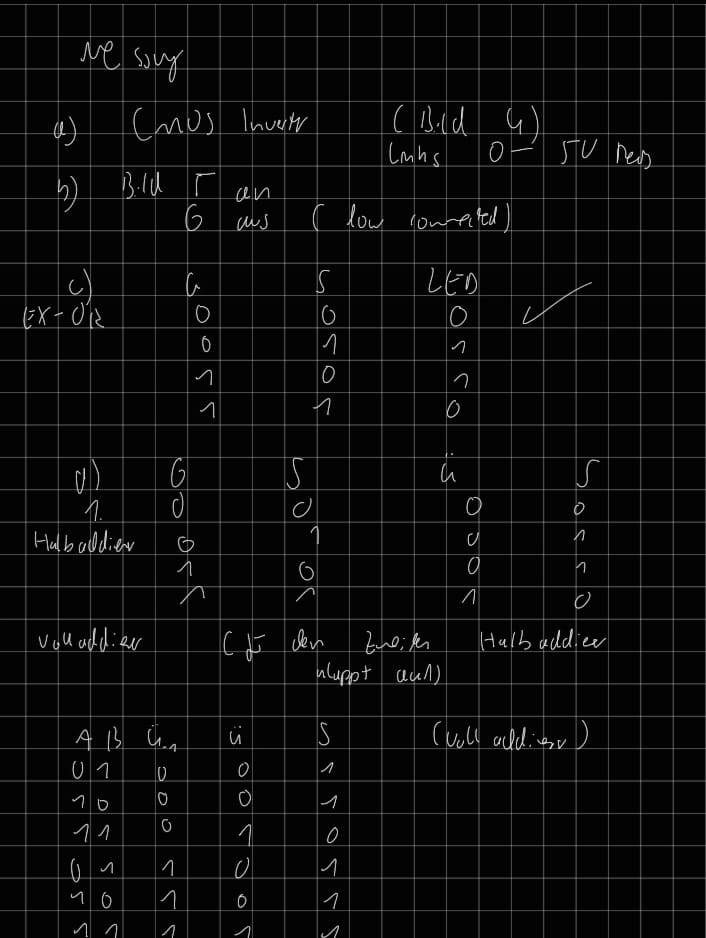 Messung
a) CMOS Inverter (Bild 4)
links 0 – 5V
b) Bild 5 an
G aus (low connected)
c) G S LED
EX-OR 0 0 0 ✓
0 1 1
1 0 1
1 1 0
d) G S ü S
1. 0 0 0 0
Halbaddierer 0 1 0 1
1 0 0 1
1 1 1 0
Volladdierer (für den zweiten Halbaddierer
klappt auch)
A B ü-1 ü S (Volladdierer)
0 1 0 0 1
1 0 0 0 1
1 1 0 1 0
0 1 1 0 1
1 0 1 0 1
1 1 1 1 1